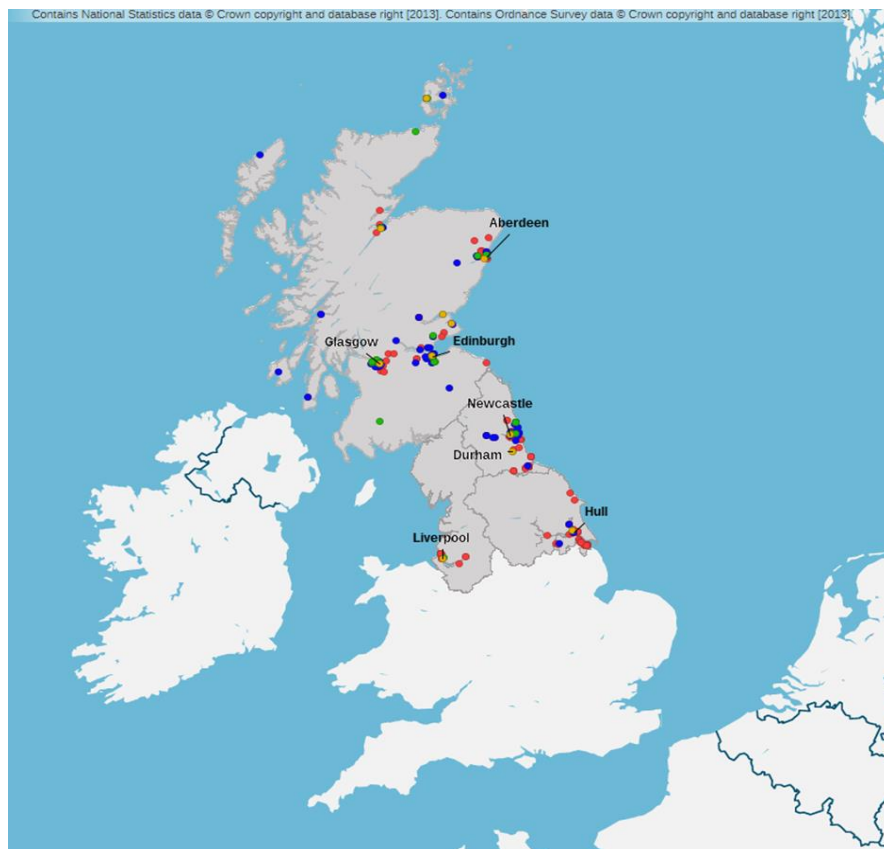 Contains National Statistics data © Crown copyright and database right [2013]. Contains Ordnance Survey data © Crown copyright and database right [2013].
Aberdeen
Glasgow
Edinburgh
Newcastle
Durham
Hull
Liverpool